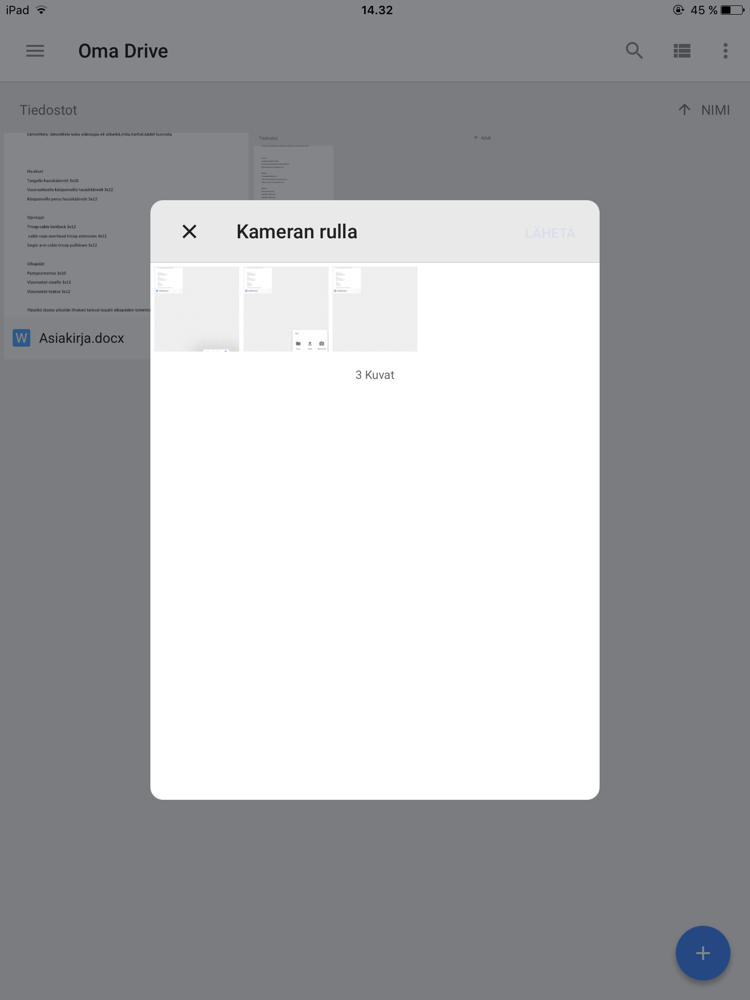 iPad 14.32 45 %
Oma Drive
Tiedostot NIMI
Lämmittely: lämmittele koko yläkroppa eli yläselkä,rinta,hartiat,kädet kunnolla
Hauikset
Tangolla hauiskäännöt 3x10
Vasaraotteella käsipainoilla hauiskäännöt 3x12
Käsipainoilla perus hauiskäännöt 3x12
Ojentajat
Tricep cable kickback 3x12
cable rope overhead tricep extension 3x12
Single arm cable tricep pulldown 3x12
Olkapäät:
Pystypunnerrus 3x10
Vipunostot sivuille 3x12
Vipunostot taakse 3x12
Yläselkä (koska yläselän lihakset tulevat laajalti olkapäiden toiminta
W Asiakirja.docx
Tiedostot NIMI
Kameran rulla LÄHETÄ
3 Kuvat